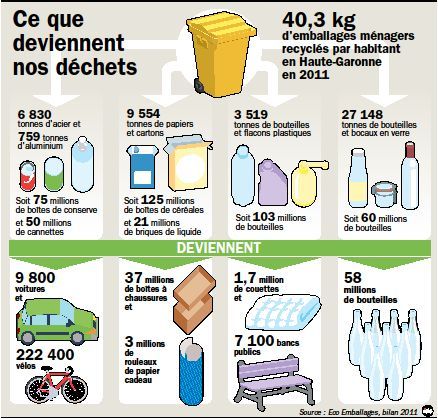 Ce que
deviennent
nos déchets
40,3 kg
d'emballages ménagers
recyclés par habitant
en Haute-Garonne
en 2011
6 830
tonnes d'acier et
759 tonnes
d'aluminium
Soit 75 millions
de boîtes de conserve
et 50 millions
de cannettes
9 554
tonnes de papiers
et cartons
Soit 125 millions
de boîtes de céréales
et 21 millions
de briques de liquide
3 519
tonnes de bouteilles
et flacons plastiques
Soit 103 millions
de bouteilles
27 148
tonnes de bouteilles
et bocaux en verre
Soit 60 millions
de bouteilles
DEVIENNENT
9 800
voitures
et
222 400
vélos
37 millions
de boîtes à
chaussures
et
3 millions
de
rouleaux
de papier
cadeau
1,7 million
de couettes
et
7 100 bancs
publics
58
millions
de bouteilles
Source : Eco Emballages, bilan 2011